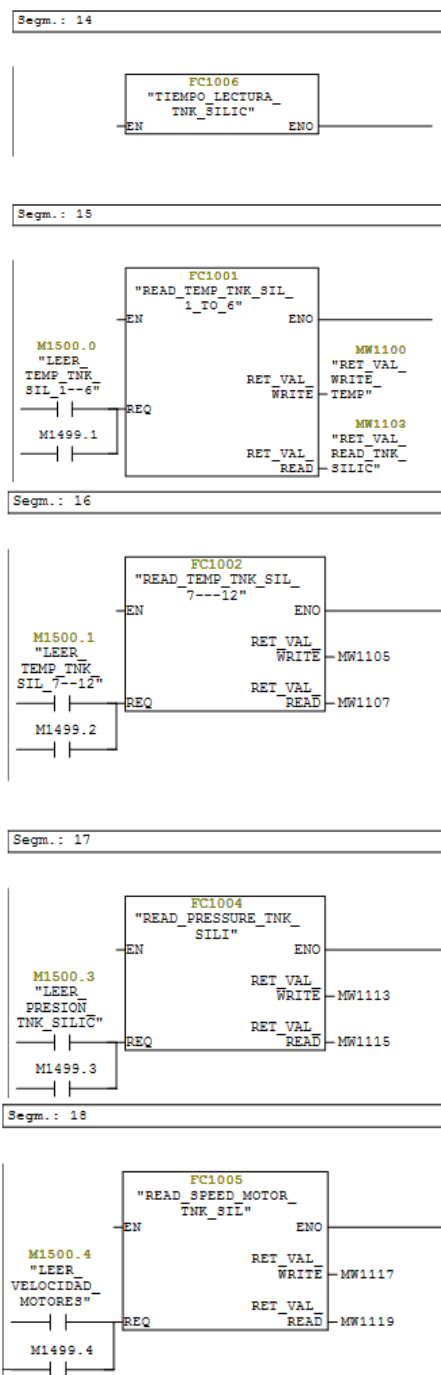 Segm.: 14
FC1006
"TIEMPO_LECTURA_
TNK_SILIC"
EN ENO
Segm.: 15
FC1001
"READ_TEMP_TNK_SIL_
1_TO_6"
EN ENO
M1500.0
"LEER_
TEMP_TNK_
SIL_1--6"
REQ
M1499.1
RET_VAL_
WRITE
MW1100
"RET_VAL_
WRITE_
TEMP"
RET_VAL_
READ
MW1103
"RET_VAL_
READ_TNK_
SILIC"
Segm.: 16
FC1002
"READ_TEMP_TNK_SIL_
7---12"
EN ENO
M1500.1
"LEER_
TEMP_TNK_
SIL_7--12"
REQ
M1499.2
RET_VAL_
WRITE MW1105
RET_VAL_
READ MW1107
Segm.: 17
FC1004
"READ_PRESSURE_TNK_
SILI"
EN ENO
M1500.3
"LEER_
PRESION_
TNK_SILIC"
REQ
M1499.3
RET_VAL_
WRITE MW1113
RET_VAL_
READ MW1115
Segm.: 18
FC1005
"READ_SPEED_MOTOR_
TNK_SIL"
EN ENO
M1500.4
"LEER_
VELOCIDAD_
MOTORES"
REQ
M1499.4
RET_VAL_
WRITE MW1117
RET_VAL_
READ MW1119